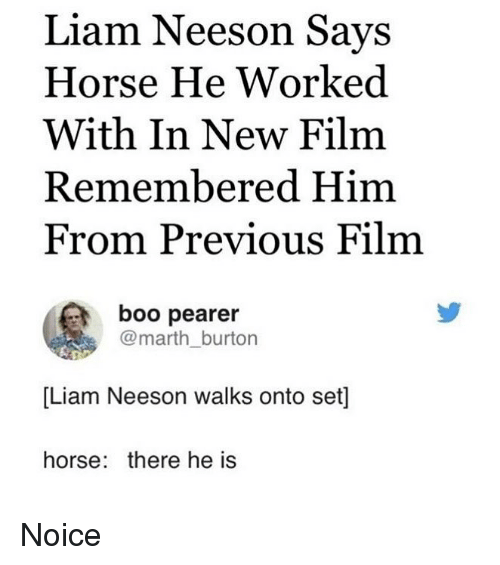 Liam Neeson Says
Horse He Worked
With In New Film
Remembered Him
From Previous Film
boo pearer
@marth_burton
[Liam Neeson walks onto set]
horse: there he is
Noice